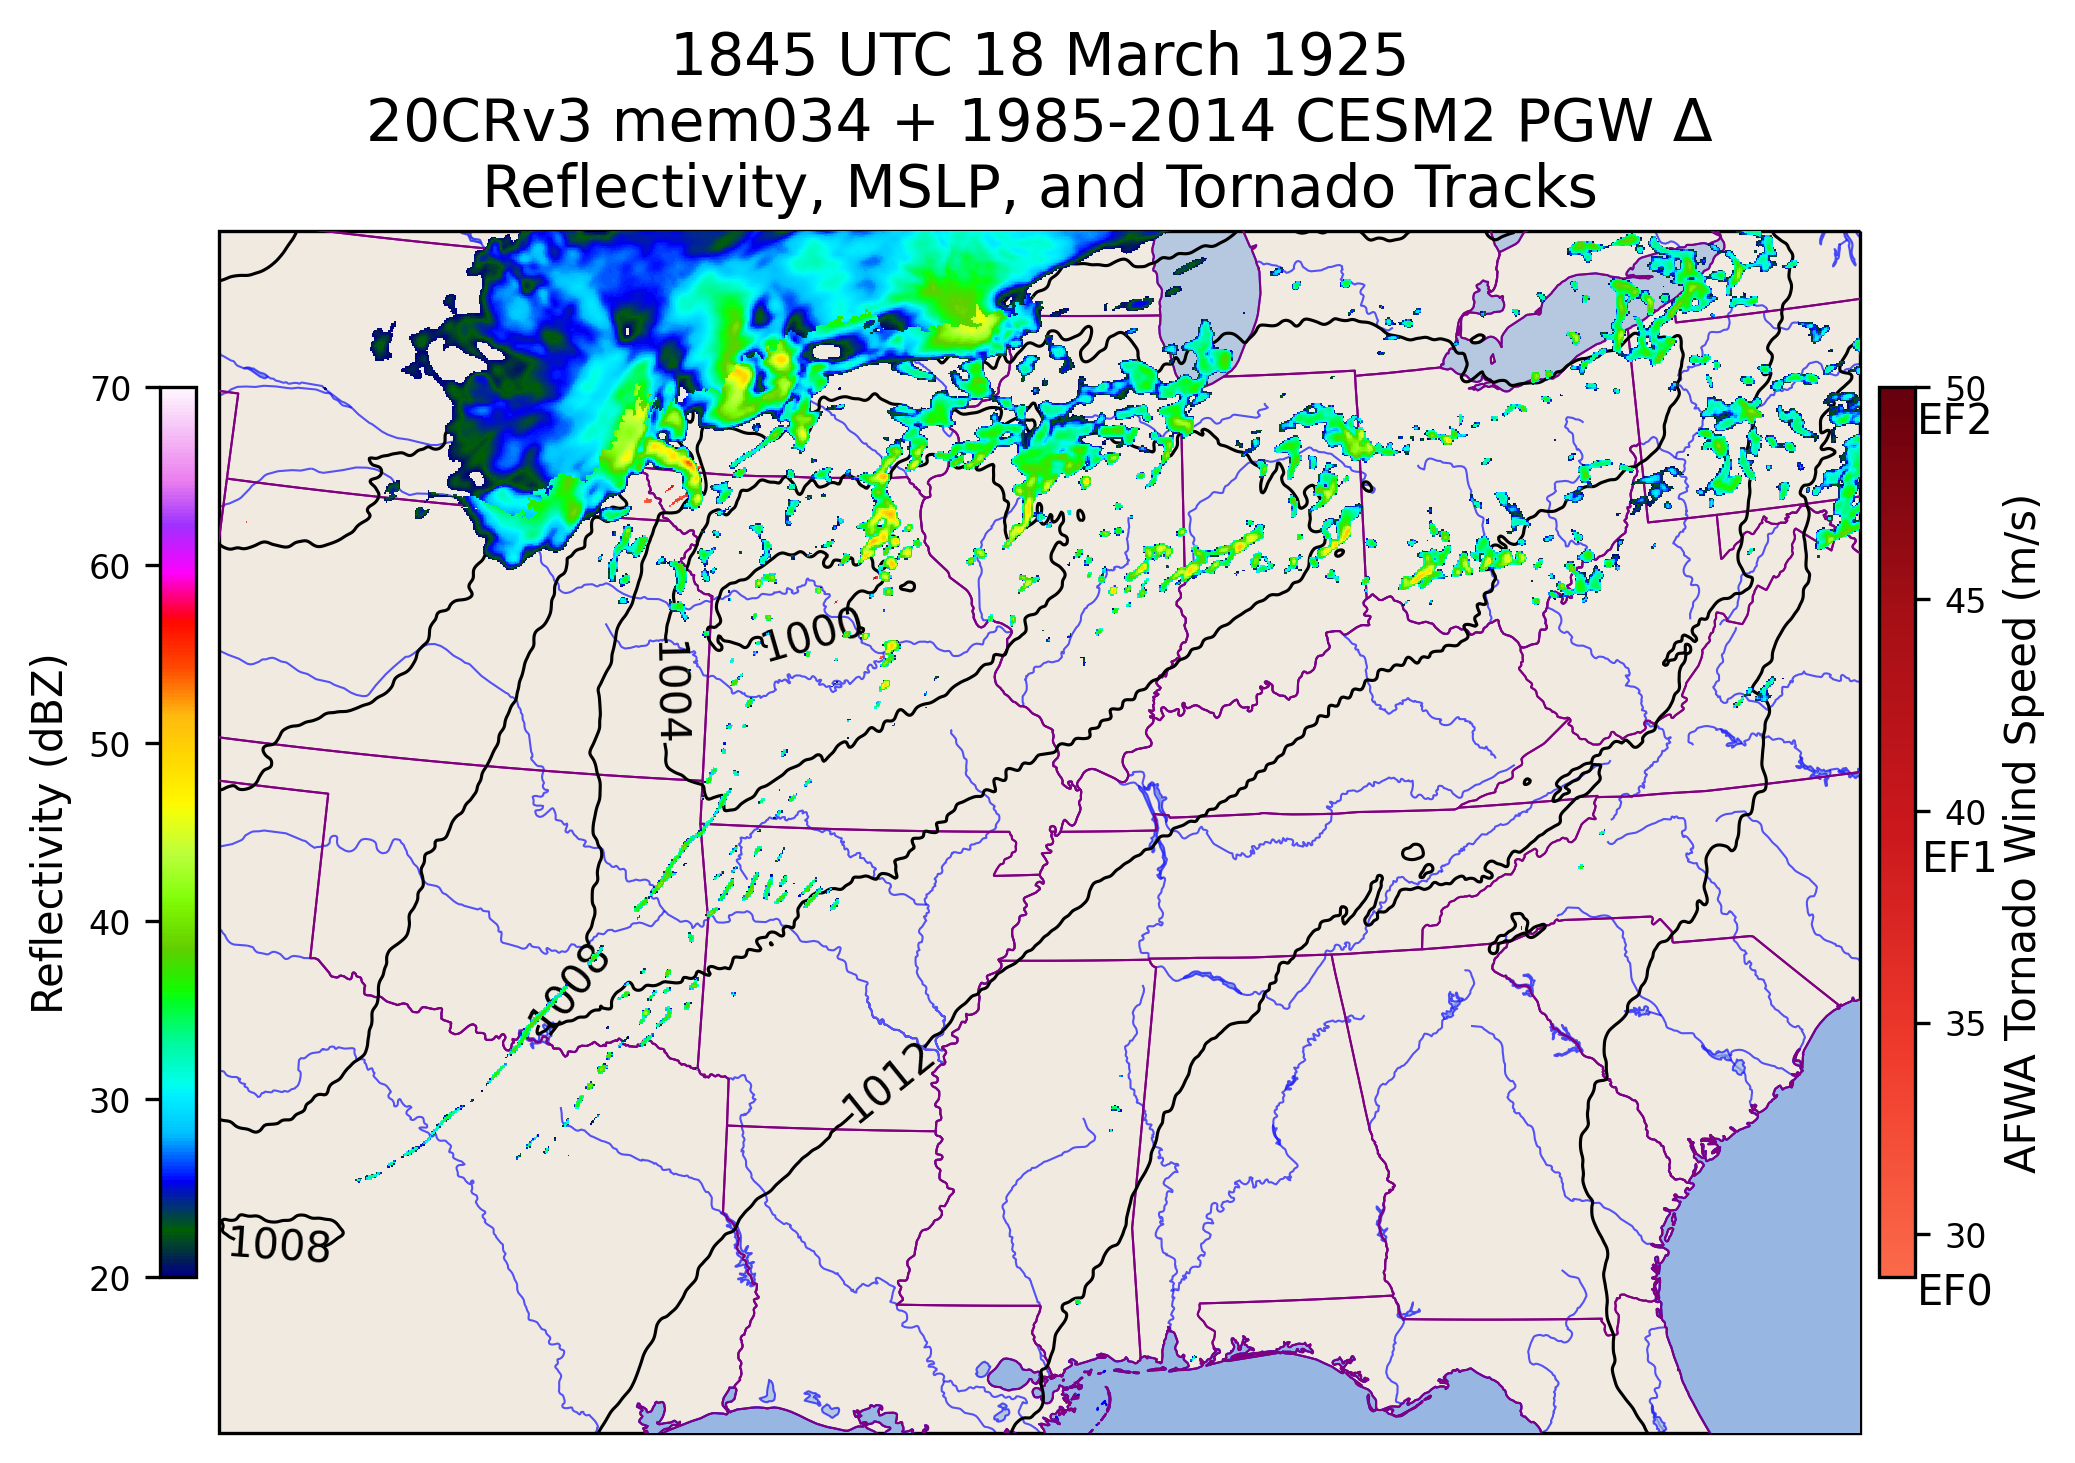 1845 UTC 18 March 1925
20CRv3 mem034 + 1985-2014 CESM2 PGW Δ
Reflectivity, MSLP, and Tornado Tracks
70
60
50
40
30
20
Reflectivity (dBZ)
1000
1004
1008
1012
1008
50
EF2
45
40
EF1
35
30
EF0
AFWA Tornado Wind Speed (m/s)